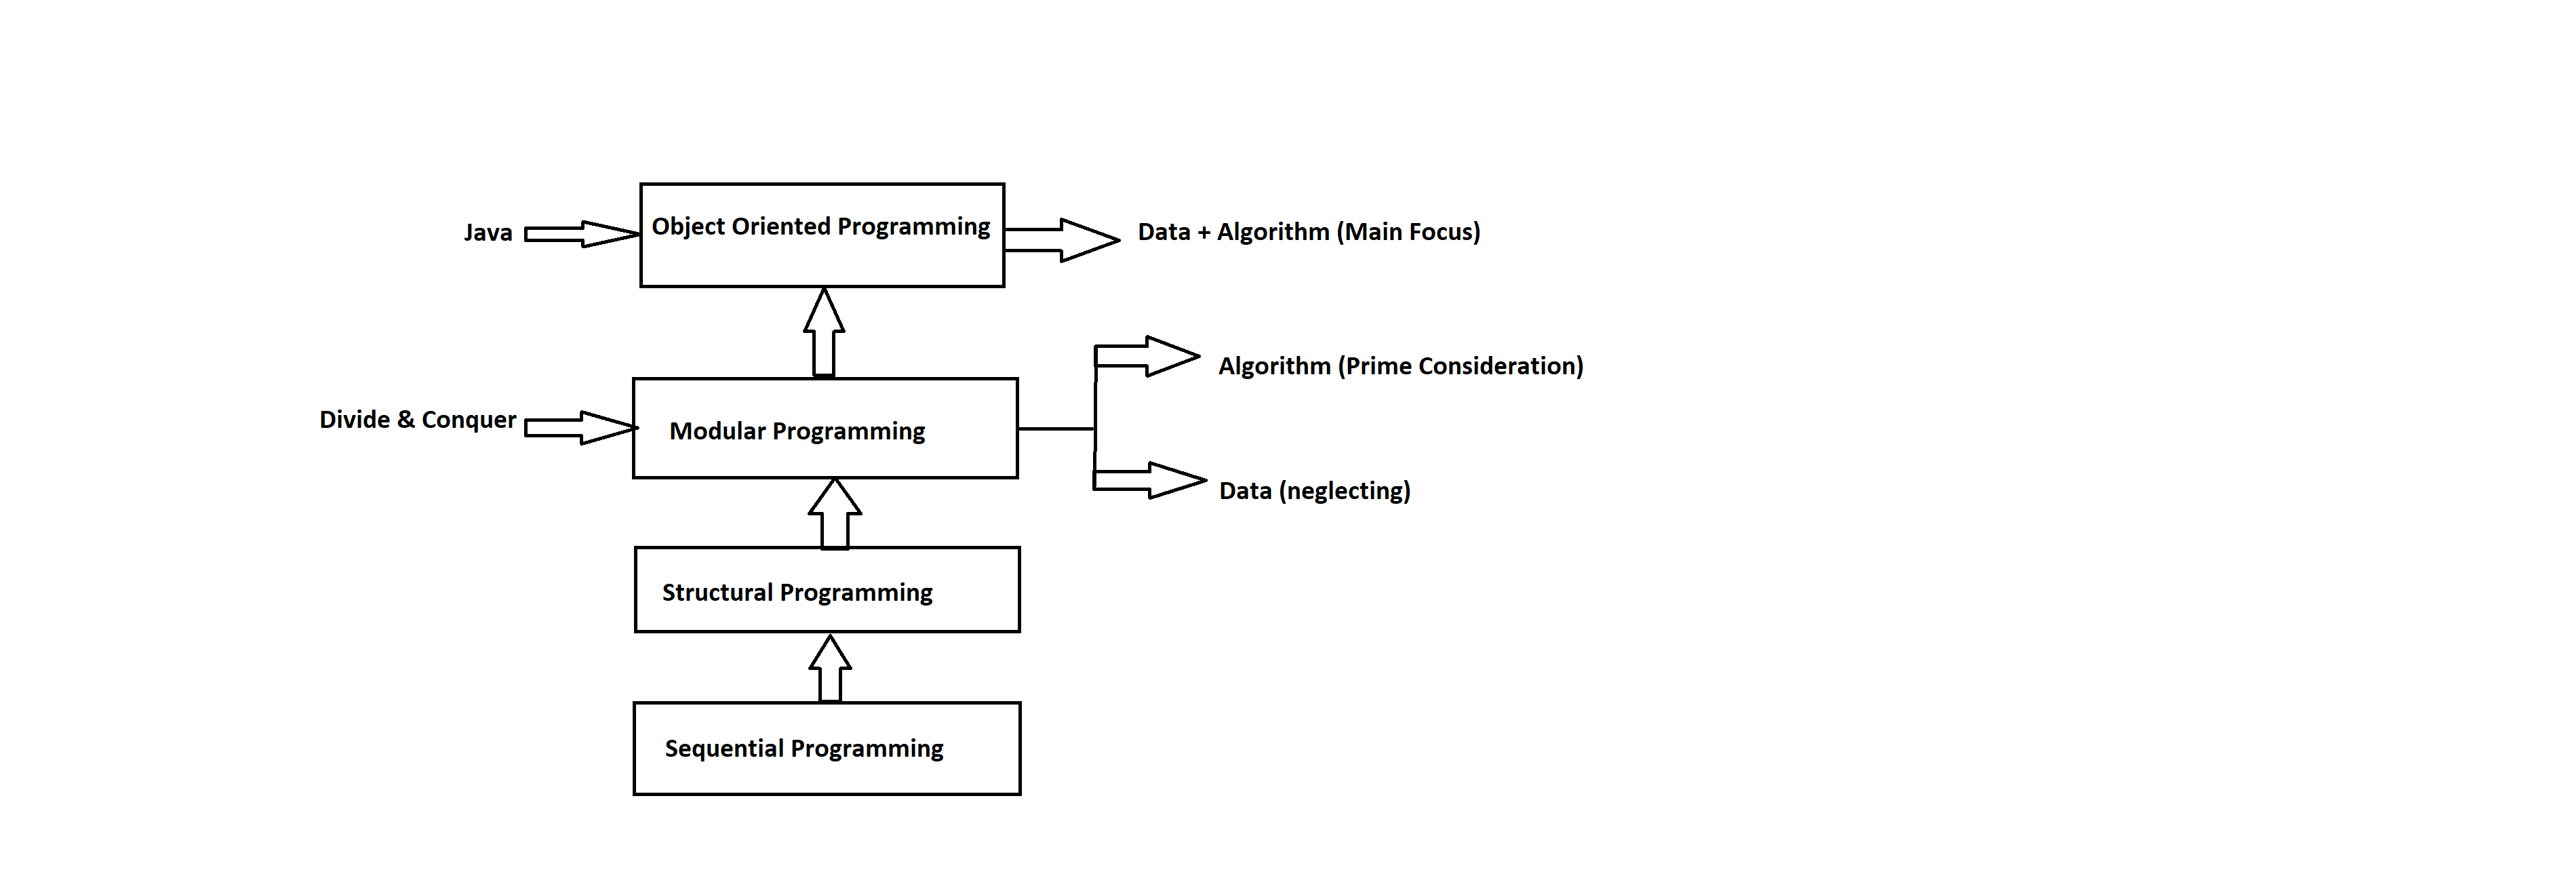 Java
Object Oriented Programming
Data + Algorithm (Main Focus)
Algorithm (Prime Consideration)
Divide & Conquer
Modular Programming
Data (neglecting)
Structural Programming
Sequential Programming